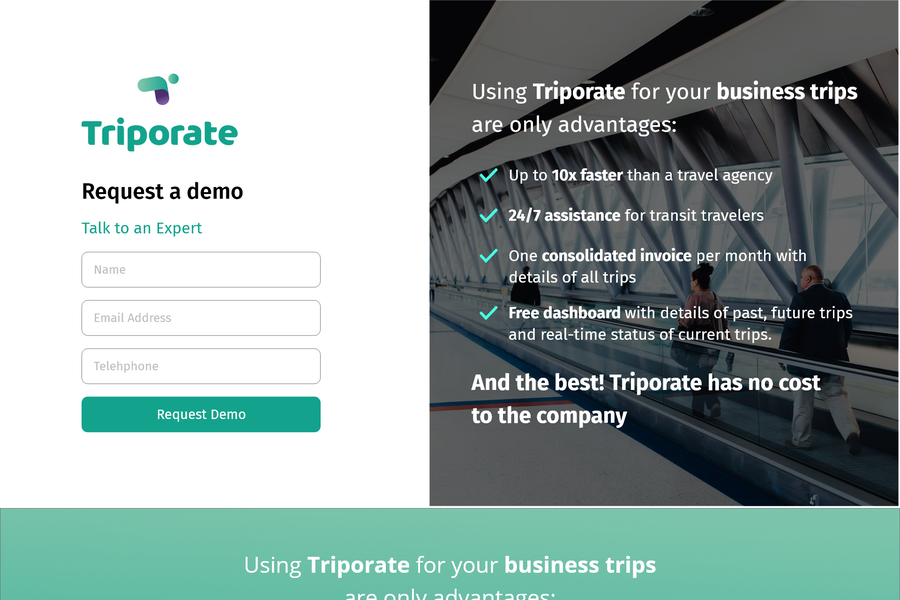 Triporate
Request a demo
Talk to an Expert
Name
Email Address
Telehphone
Request Demo
Using Triporate for your business trips
are only advantages:
Up to 10x faster than a travel agency
24/7 assistance for transit travelers
One consolidated invoice per month with
details of all trips
Free dashboard with details of past, future trips
and real-time status of current trips.
And the best! Triporate has no cost
to the company
Using Triporate for your business trips
are only advantages: